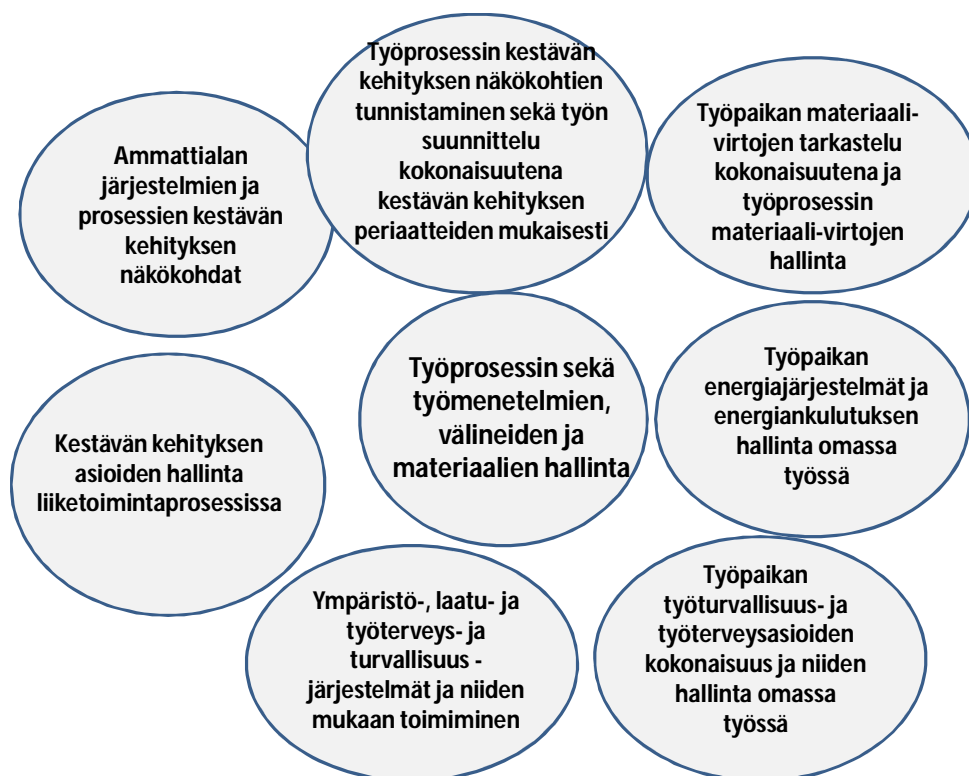 Työprosessin kestävän
kehityksen näkökohtien
tunnistaminen sekä työn
suunnittelu
kokonaisuutena
kestävän kehityksen
periaatteiden mukaisesti
Ammattialan
järjestelmien ja
prosessien kestävän
kehityksen
näkökohdat
Työpaikan materiaali-
virtojen tarkastelu
kokonaisuutena ja
työprosessin
materiaali-virtojen
hallinta
Työprosessin sekä
työmenetelmien,
välineiden ja
materiaalien hallinta
Työpaikan
energiajärjestelmät ja
energiankulutuksen
hallinta omassa
työssä
Kestävän kehityksen
asioiden hallinta
liiketoimintaprosessissa
Ympäristö-, laatu- ja
työterveys- ja
turvallisuus -
järjestelmät ja niiden
mukaan toimiminen
Työpaikan
työturvallisuus- ja
työterveysasioiden
kokonaisuus ja niiden
hallinta omassa
työssä